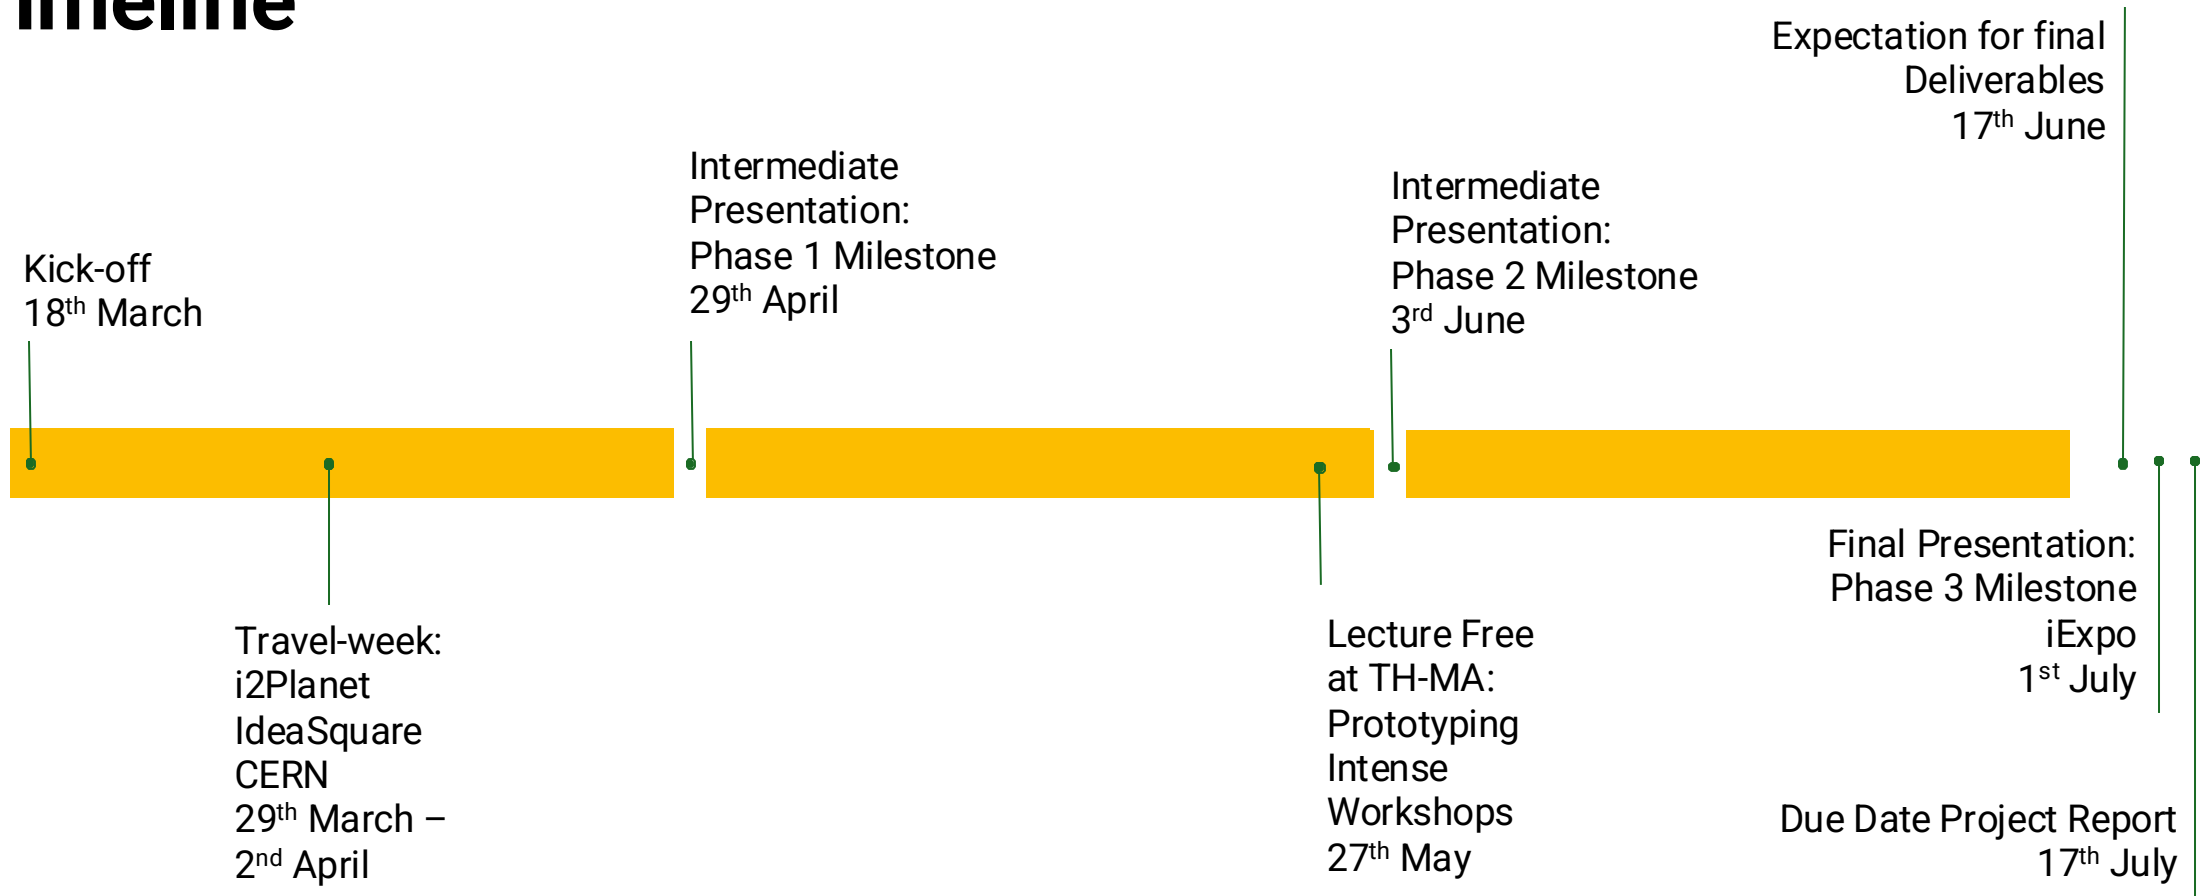 Timeline
Kick-off
18th March
Travel-week:
i2Planet
IdeaSquare
CERN
29th March –
2nd April
Intermediate
Presentation:
Phase 1 Milestone
29th April
Lecture Free
at TH-MA:
Prototyping
Intense
Workshops
27th May
Intermediate
Presentation:
Phase 2 Milestone
3rd June
Expectation for final
Deliverables
17th June
Final Presentation:
Phase 3 Milestone
iExpo
1st July
Due Date Project Report
17th July